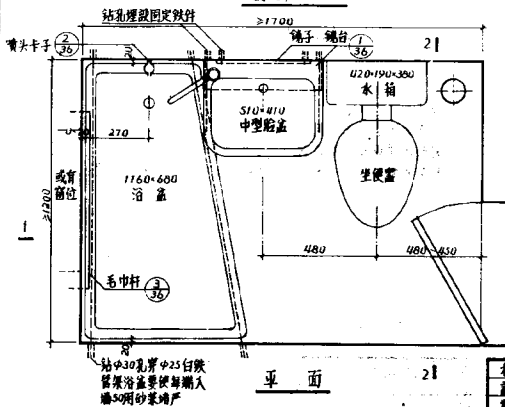 ≥1700
钻孔埋设固定铁件
喷头卡子
2
36
镜子 镜台
1
36
2
420×190×380
水箱
510×410
中型脸盆
坐便器
270
1160×680
浴盆
或有
窗位
≥1200
1
480
480~450
毛巾杆
3
36
20
钻φ30孔穿φ25白铁
管架浴盆要使每端入
墙50用砂浆堵严
平面
2